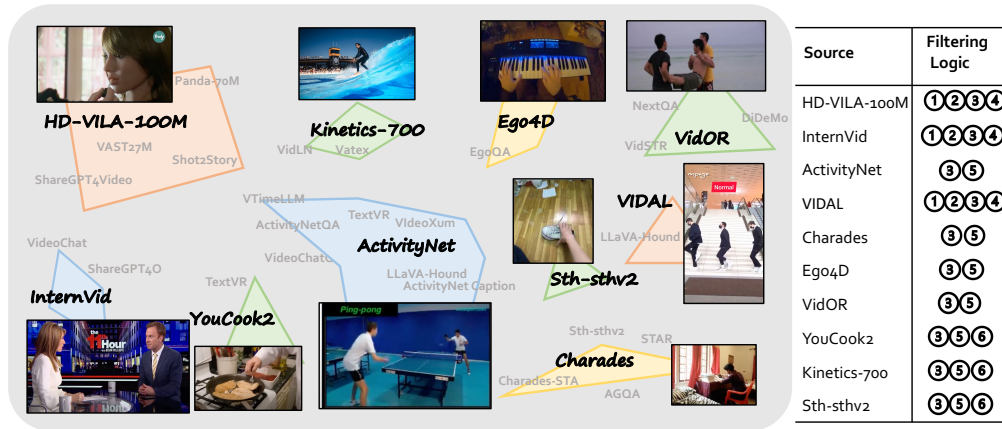 Panda-70M
HD-VILA-100M
VAST27M
Shot2Story
ShareGPT4Video
Kinetics-700
VidLN
Vatex
Ego4D
EgoQA
NextQA
DiDeMo
VidOR
VidSTR
VTimeLLM
ActivityNetQA
TextVR
VIdeoXum
ActivityNet
VideoChat
LLaVA-Hound
ActivityNet Caption
VIDAL
LLaVA-Hound
Normal
Sth-sthv2
VideoChat
ShareGPT4O
InternVid
the
Hour
TextVR
YouCook2
Ping-pong
Sth-sthv2
STAR
Charades
Charades-STA
AGQA
Source Filtering Logic
HD-VILA-100M ①②③④
InternVid ①②③④
ActivityNet ③⑤
VIDAL ①②③④
Charades ③⑤
Ego4D ③⑤
VidOR ③⑤
YouCook2 ③⑤⑥
Kinetics-700 ③⑤⑥
Sth-sthv2 ③⑤⑥